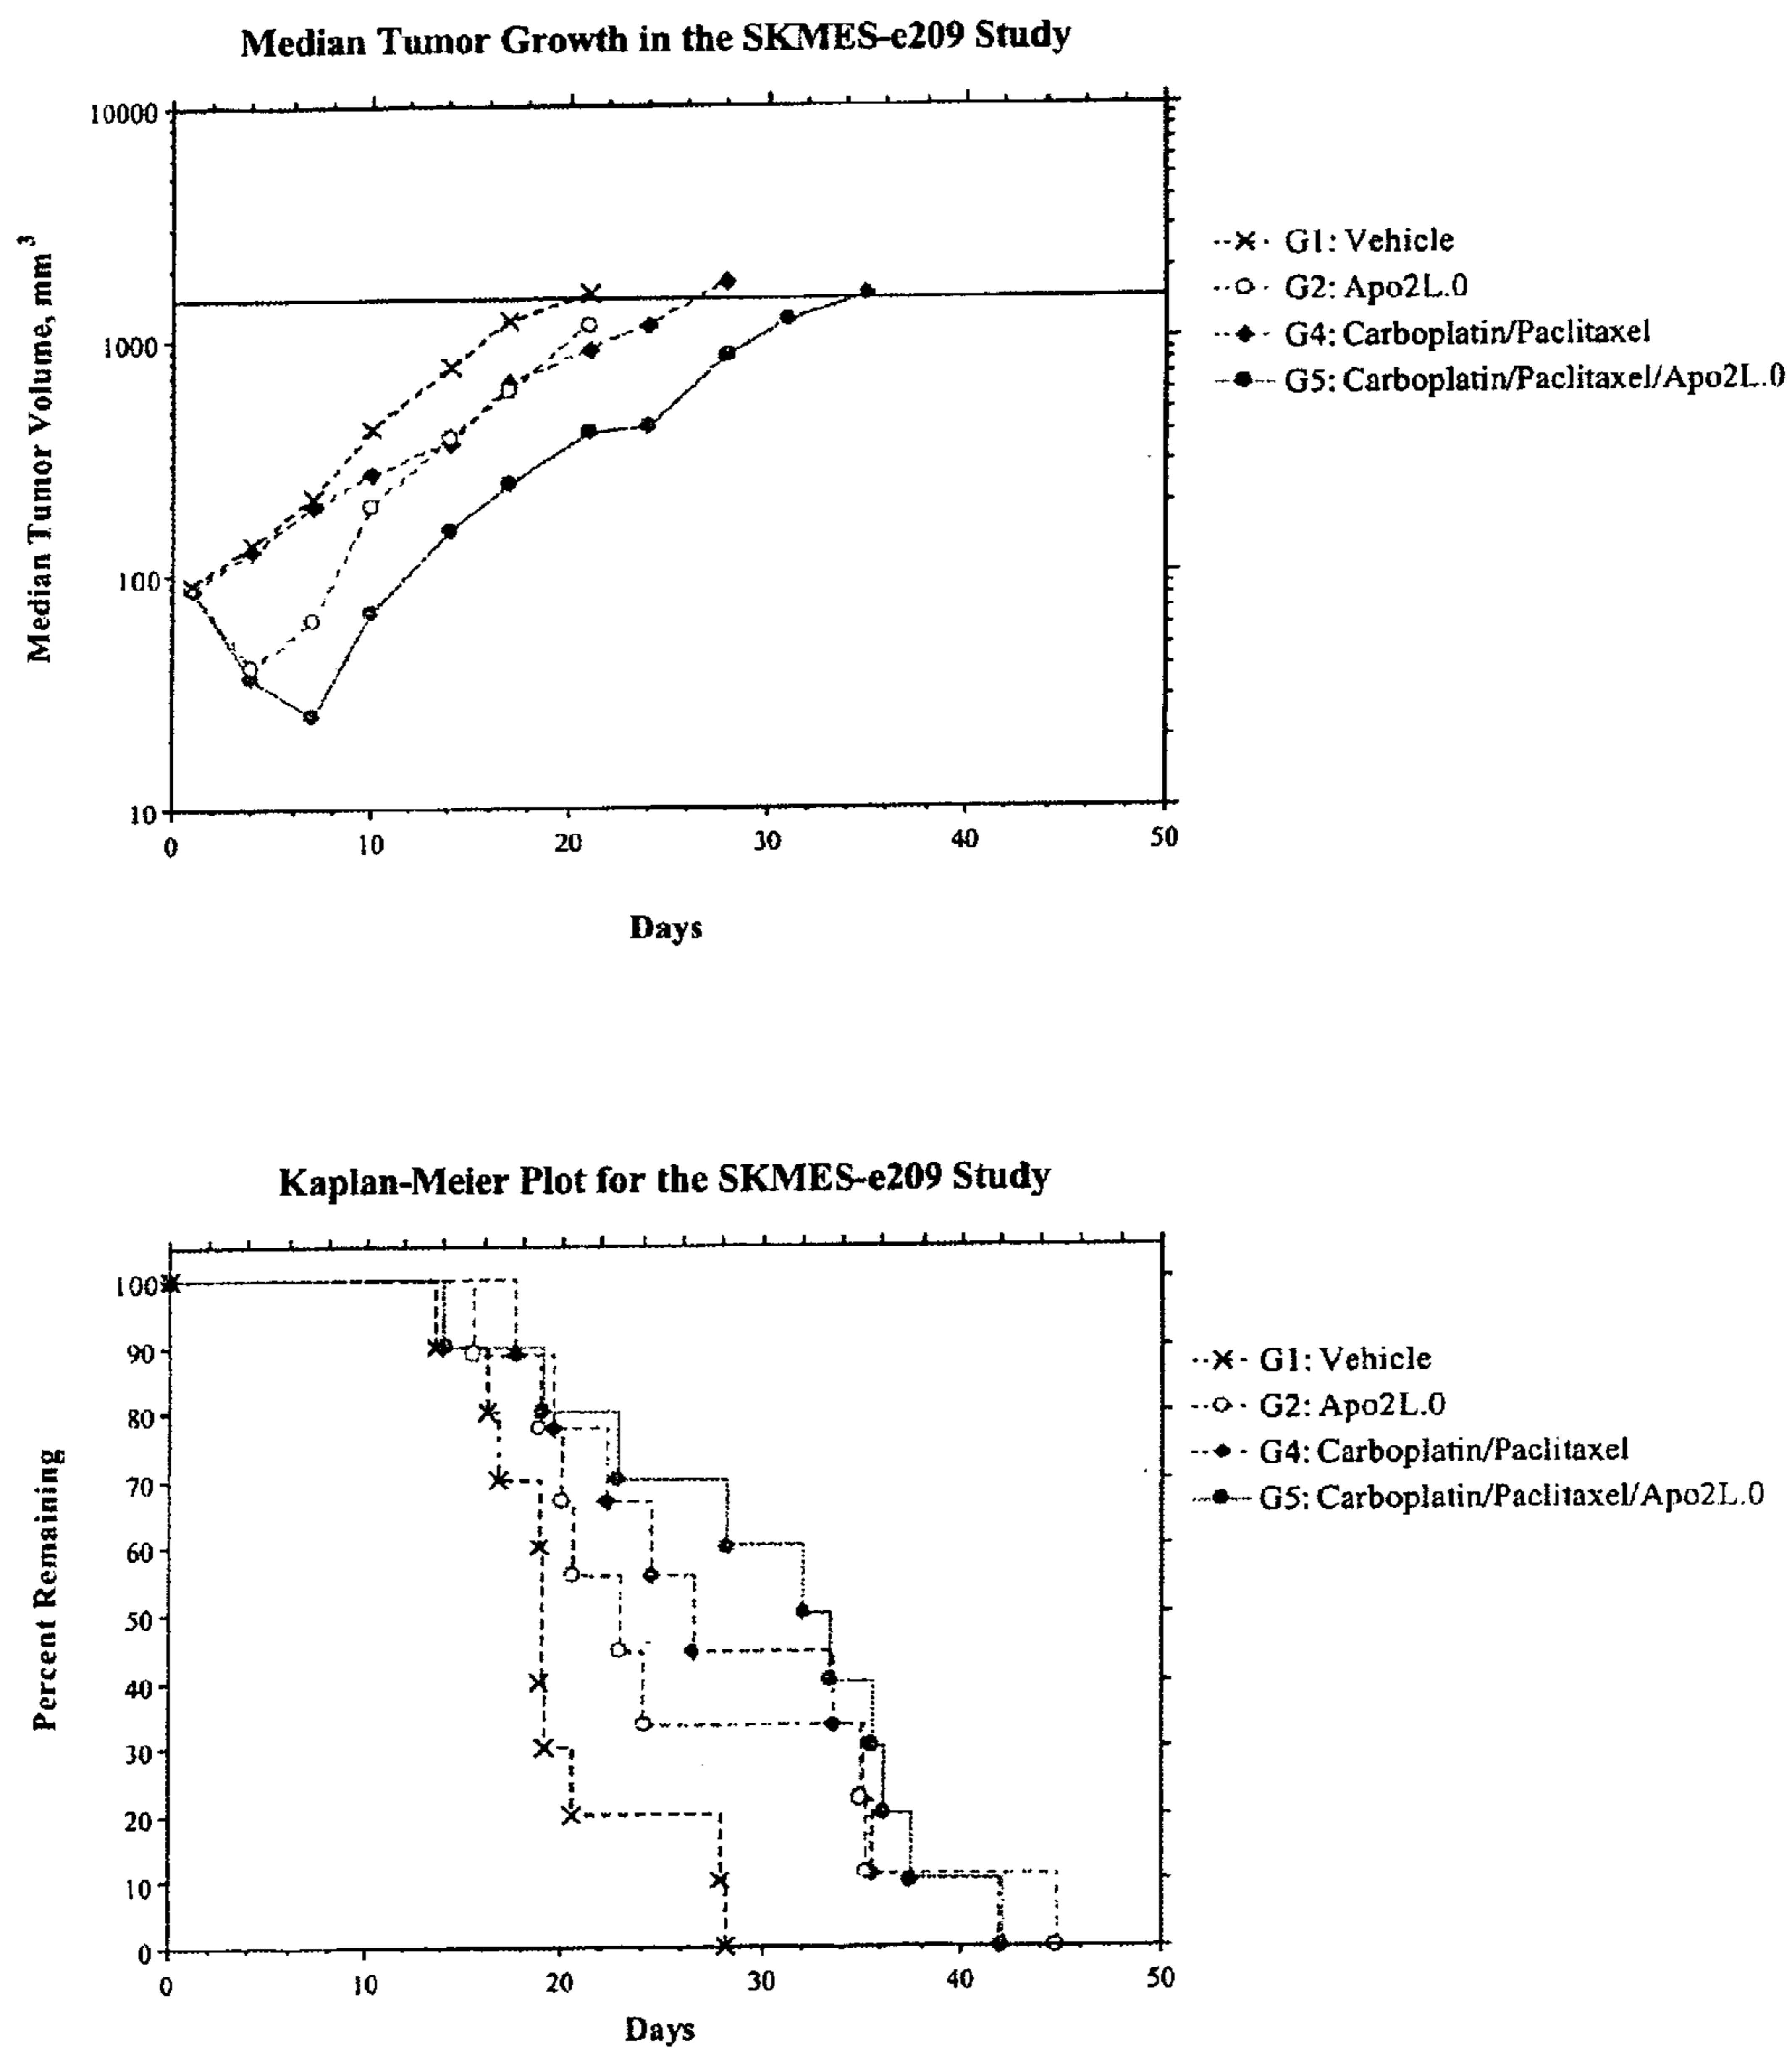 Median Tumor Growth in the SKMES-e209 Study
10000
1000
100
10
0 10 20 30 40 50
Median Tumor Volume, mm³
Days
G1: Vehicle
G2: Apo2L.0
G4: Carboplatin/Paclitaxel
G5: Carboplatin/Paclitaxel/Apo2L.0
Kaplan-Meier Plot for the SKMES-e209 Study
100
90
80
70
60
50
40
30
20
10
0
0 10 20 30 40 50
Percent Remaining
Days
G1: Vehicle
G2: Apo2L.0
G4: Carboplatin/Paclitaxel
G5: Carboplatin/Paclitaxel/Apo2L.0